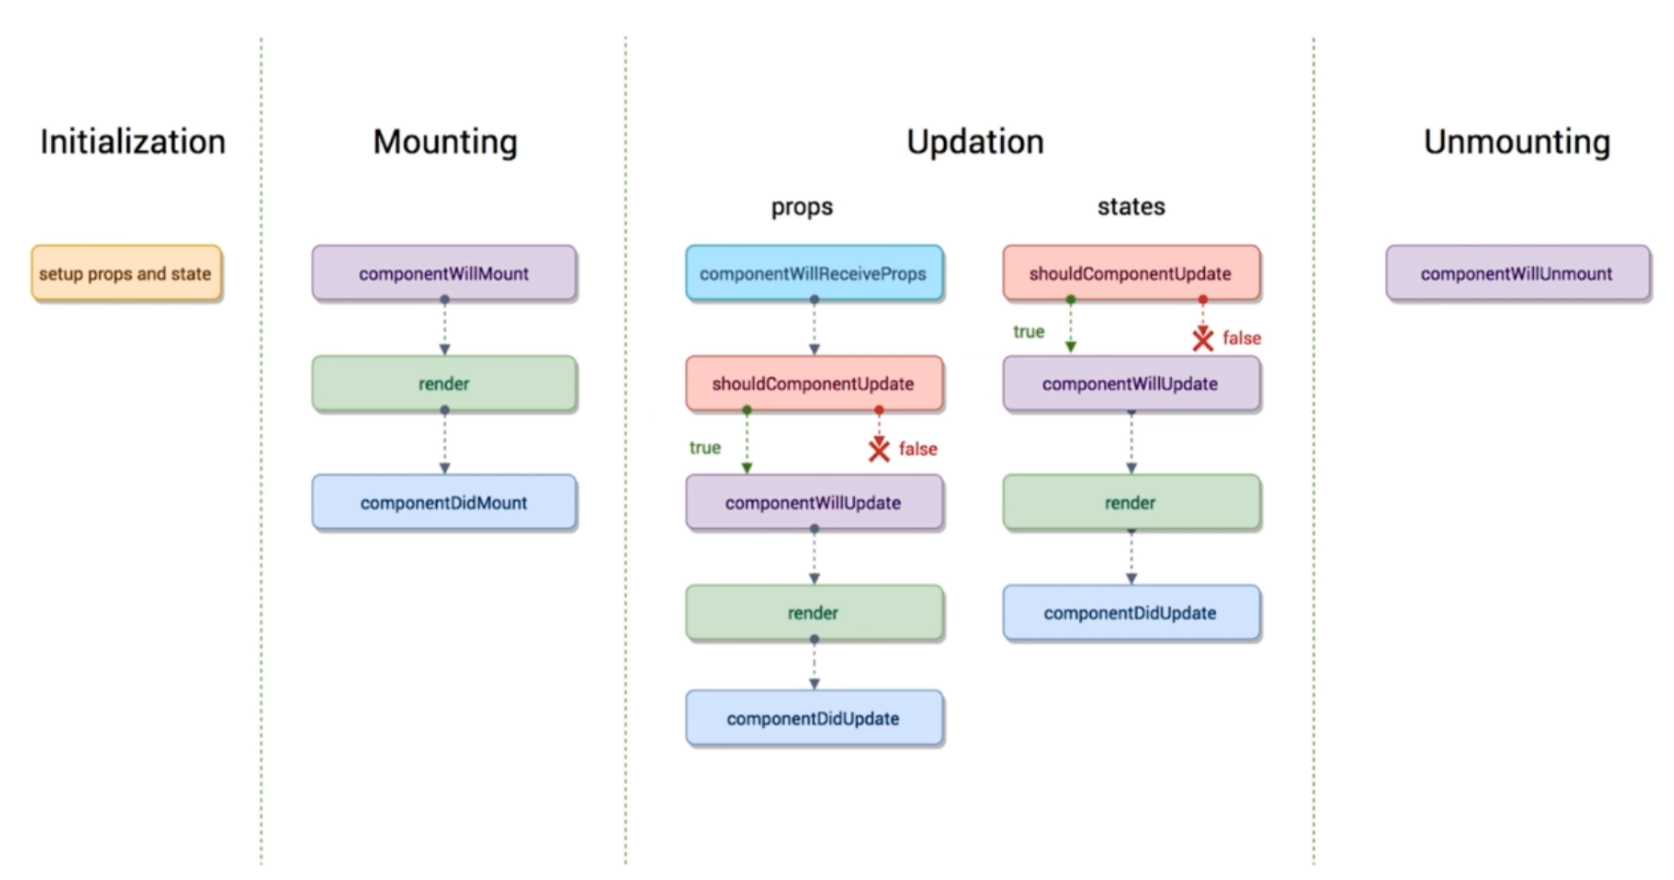 Initialization
setup props and state
Mounting
componentWillMount
render
componentDidMount
Updation
props
componentWillReceiveProps
shouldComponentUpdate
true
false
componentWillUpdate
render
componentDidUpdate
states
shouldComponentUpdate
true
false
componentWillUpdate
render
componentDidUpdate
Unmounting
componentWillUnmount